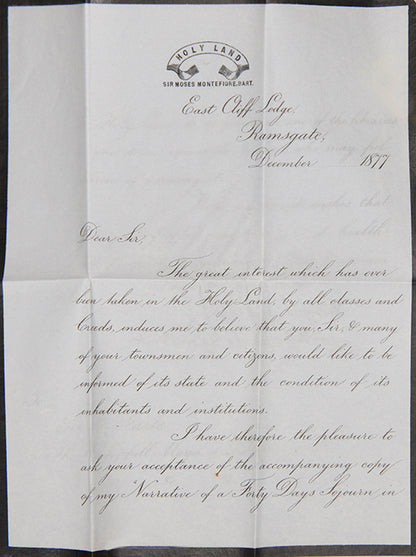 HOLY LAND
SIR MOSES MONTEFIORE, BART.
East Cliff Lodge,
Ramsgate,
December 1877
Dear Sir,
The great interest which has ever
been taken in the Holy Land, by all classes and
Creeds, induces me to believe that you, Sir, & many
of your townsmen and citizens, would like to be
informed of its state and the condition of its
inhabitants and institutions.
I have therefore the pleasure to
ask your acceptance of the accompanying copy
of my "Narrative of a Forty Days Sojourn in